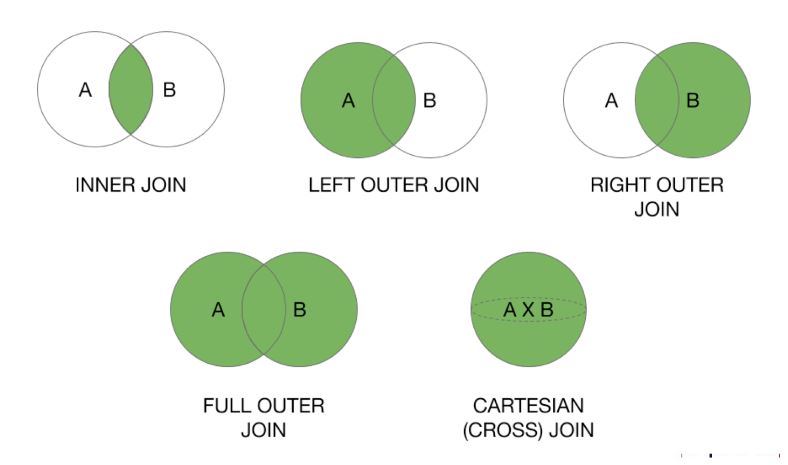 A B
INNER JOIN
A B
LEFT OUTER JOIN
A B
RIGHT OUTER
JOIN
A B
FULL OUTER
JOIN
A X B
CARTESIAN
(CROSS) JOIN